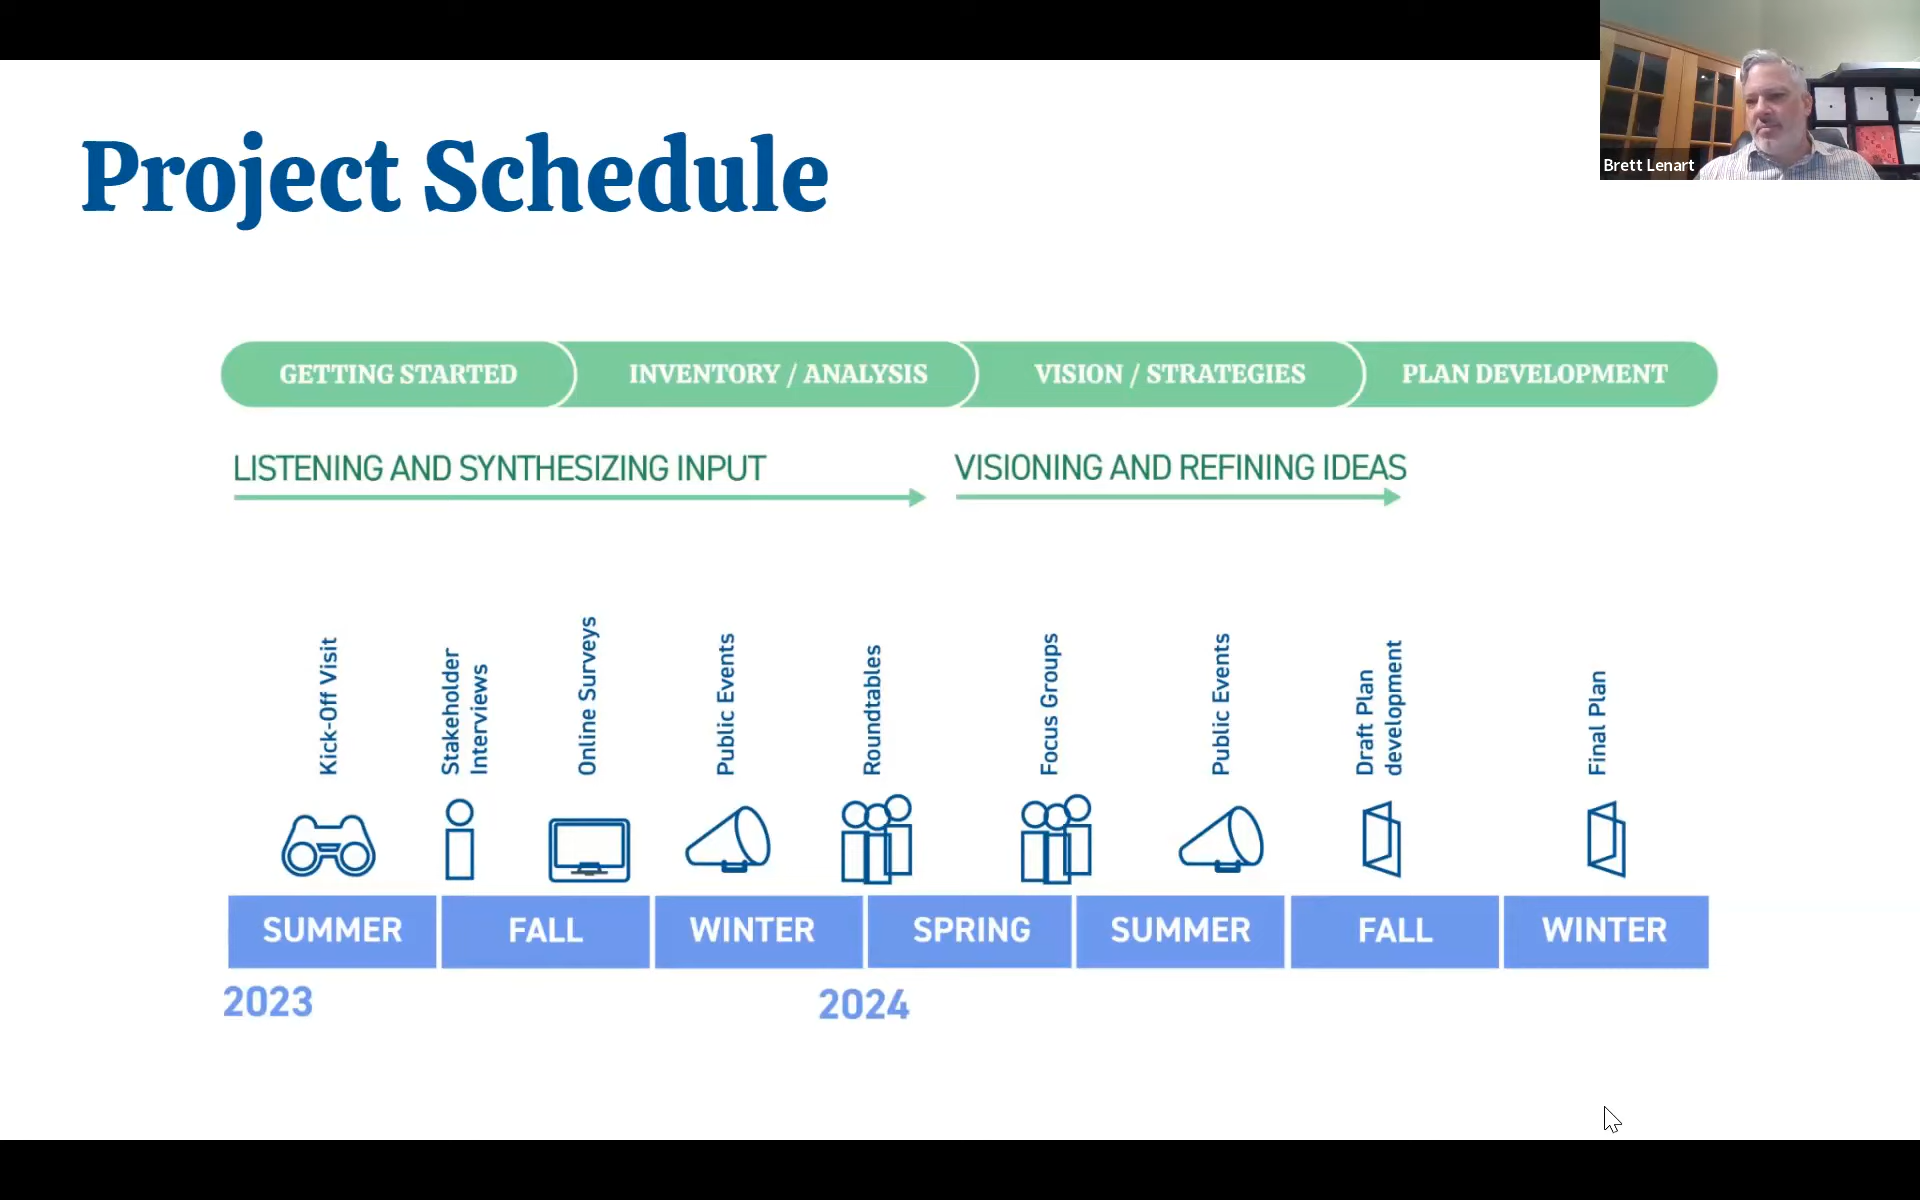 Brett Lenart
Project Schedule
GETTING STARTED
INVENTORY / ANALYSIS
VISION / STRATEGIES
PLAN DEVELOPMENT
LISTENING AND SYNTHESIZING INPUT
VISIONING AND REFINING IDEAS
Kick-Off Visit
Stakeholder
Interviews
Online Surveys
Public Events
Roundtables
Focus Groups
Public Events
Draft Plan
development
Final Plan
SUMMER
FALL
WINTER
SPRING
SUMMER
FALL
WINTER
2023
2024